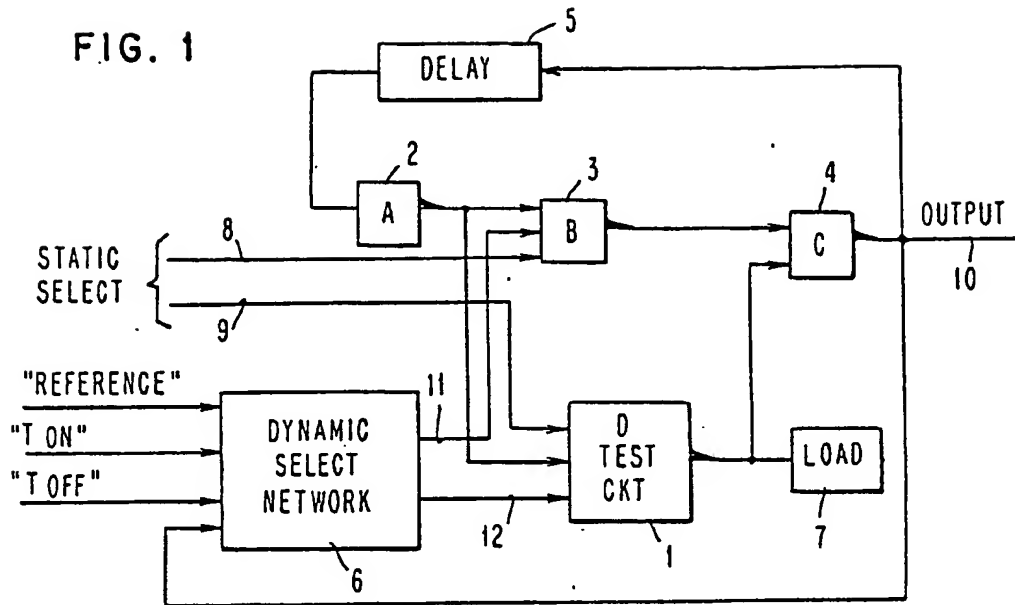 FIG. 1
5
DELAY
2
A
3
B
4
C
OUTPUT
10
STATIC
SELECT
8
9
"REFERENCE"
"T ON"
"T OFF"
DYNAMIC
SELECT
NETWORK
6
11
12
D
TEST
CKT
1
LOAD
7